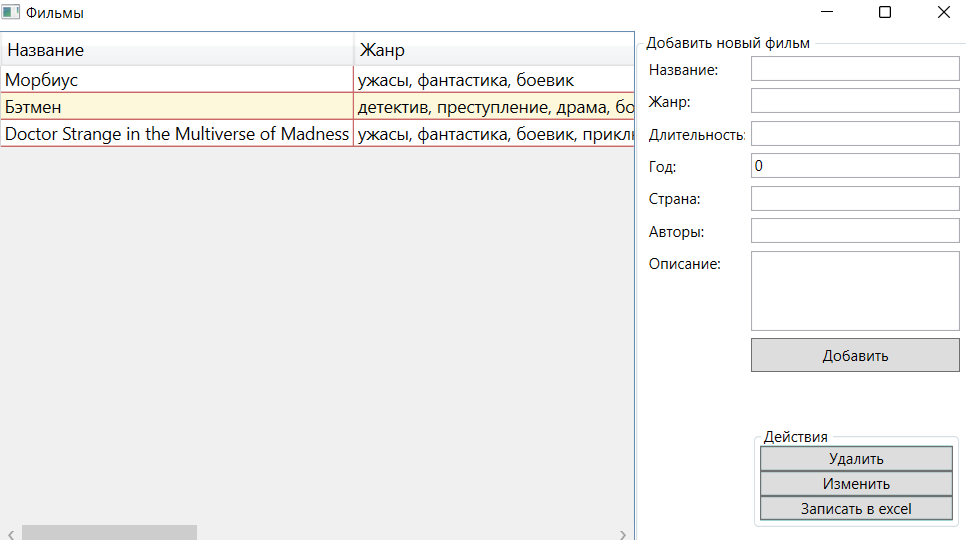 Фильмы
Название Жанр
Морбиус ужасы, фантастика, боевик
Бэтмен детектив, преступление, драма, бо
Doctor Strange in the Multiverse of Madness ужасы, фантастика, боевик, прикл
Добавить новый фильм
Название:
Жанр:
Длительность:
Год: 0
Страна:
Авторы:
Описание:
Добавить
Действия
Удалить
Изменить
Записать в excel